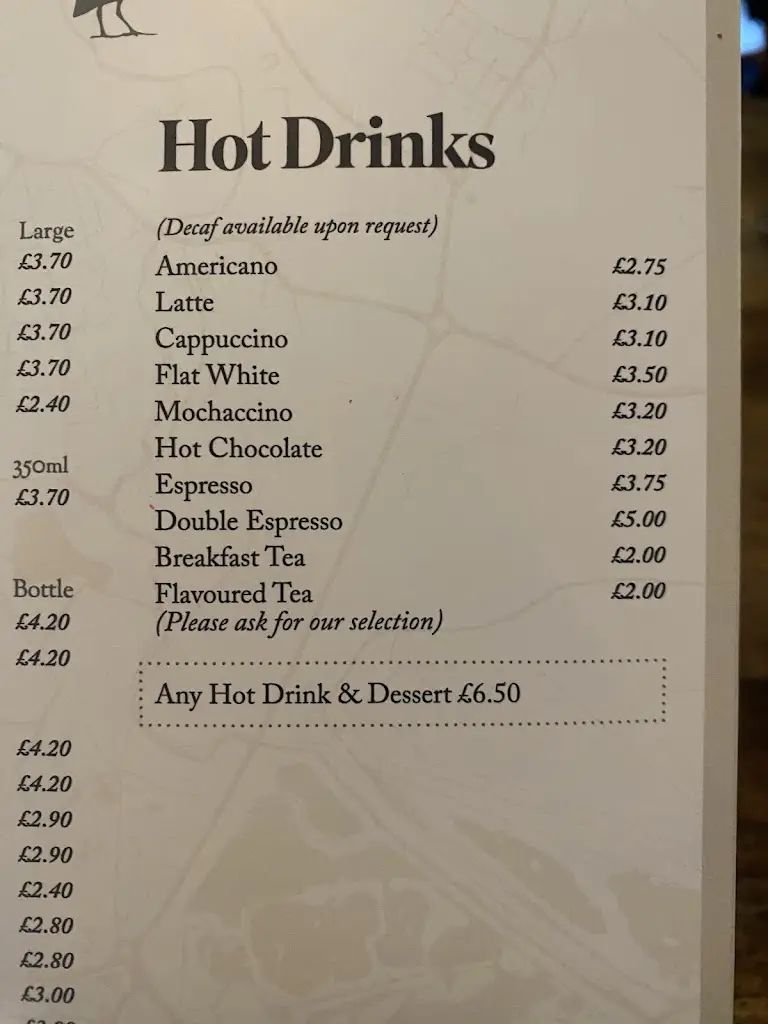 Large
£3.70
£3.70
£3.70
£3.70
£2.40
350ml
£3.70
Bottle
£4.20
£4.20
£4.20
£4.20
£2.90
£2.90
£2.40
£2.80
£2.80
£3.00
Hot Drinks
(Decaf available upon request)
Americano £2.75
Latte £3.10
Cappuccino £3.10
Flat White £3.50
Mochaccino £3.20
Hot Chocolate £3.20
Espresso £3.75
Double Espresso £5.00
Breakfast Tea £2.00
Flavoured Tea £2.00
(Please ask for our selection)
Any Hot Drink & Dessert £6.50